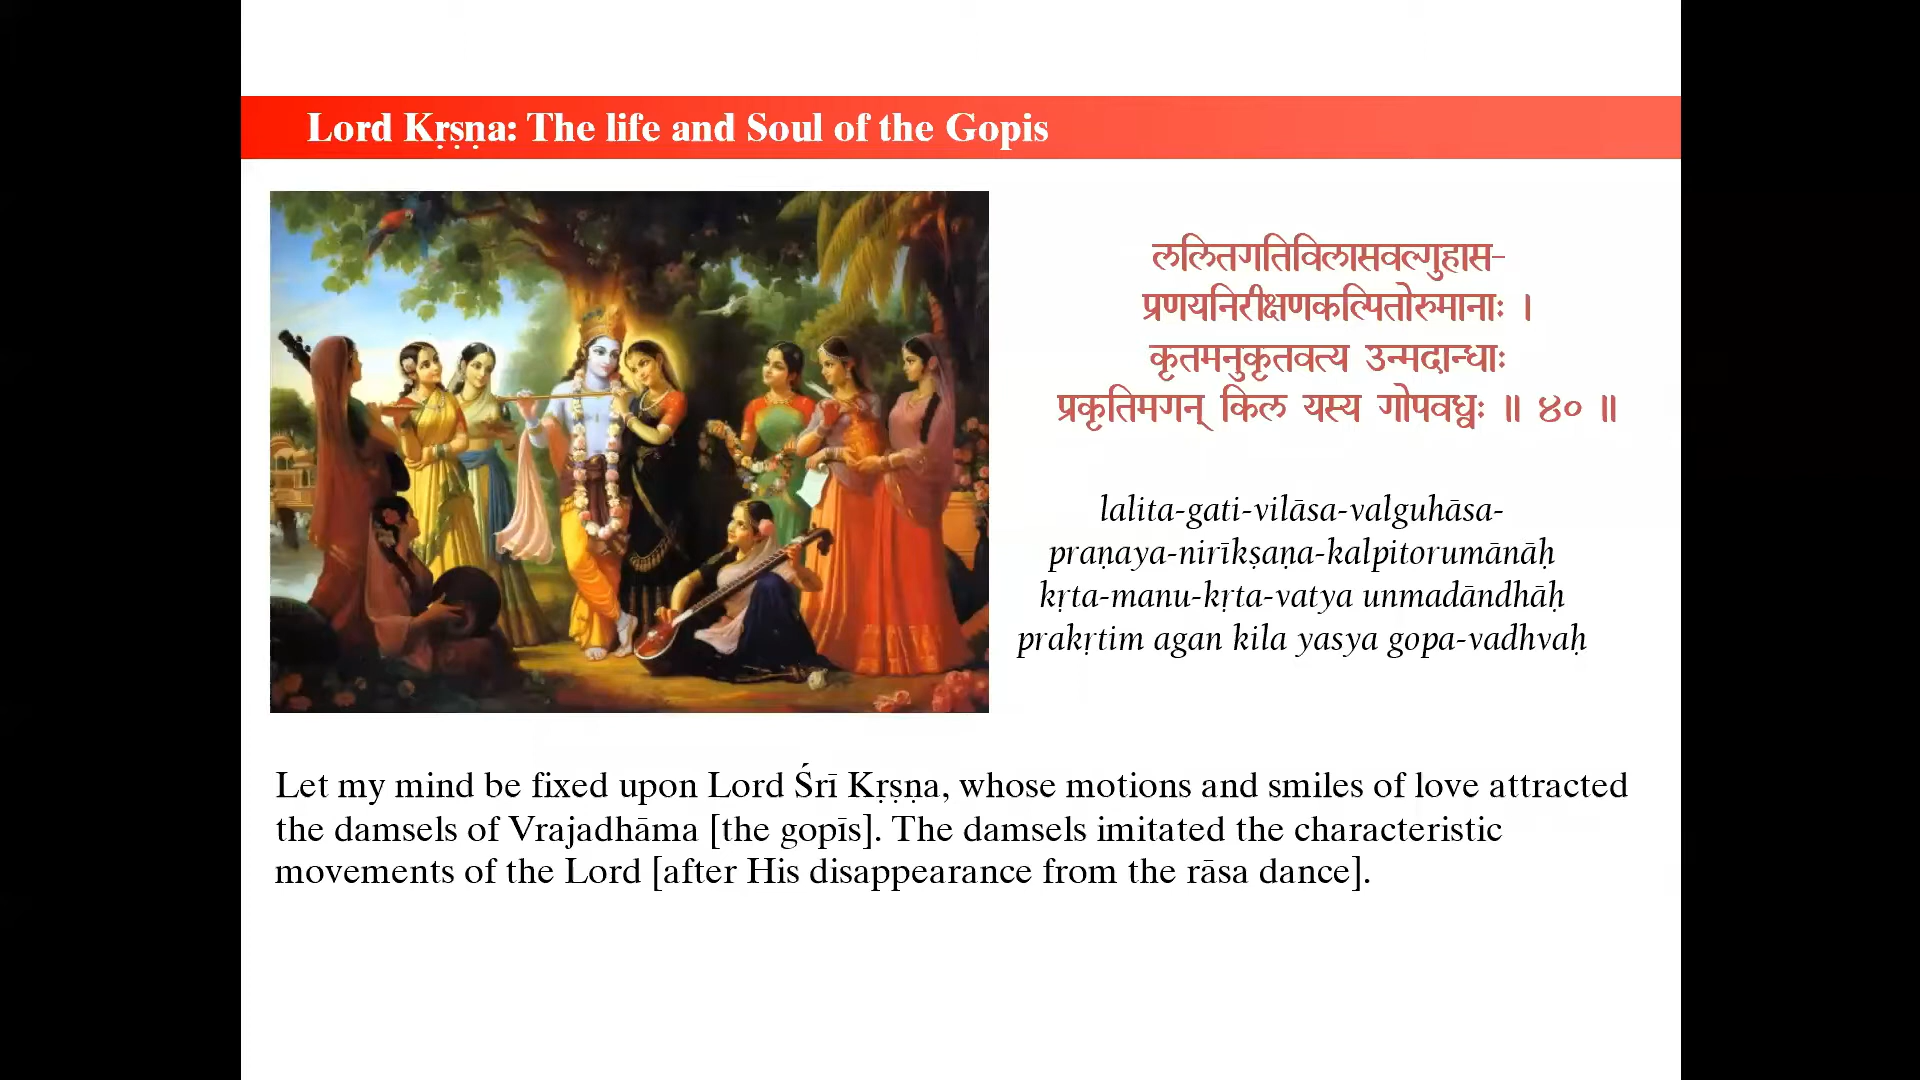 Lord Kṛṣṇa: The life and Soul of the Gopis
ललितगतिविलासवल्गुहास-
प्रणयनिरीक्षणकल्पितोरुमानाः ।
कृतमनुकृतवत्य उन्मदान्धाः
प्रकृतिमगन् किल यस्य गोपवध्वः ॥ ४० ॥
lalita-gati-vilāsa-valguhāsa-
praṇaya-nirīkṣaṇa-kalpitorumānāḥ
kṛta-manu-kṛta-vatya unmadāndhāḥ
prakṛtim agan kila yasya gopa-vadhvaḥ
Let my mind be fixed upon Lord Śrī Kṛṣṇa, whose motions and smiles of love attracted
the damsels of Vrajadhāma [the gopīs]. The damsels imitated the characteristic
movements of the Lord [after His disappearance from the rāsa dance].